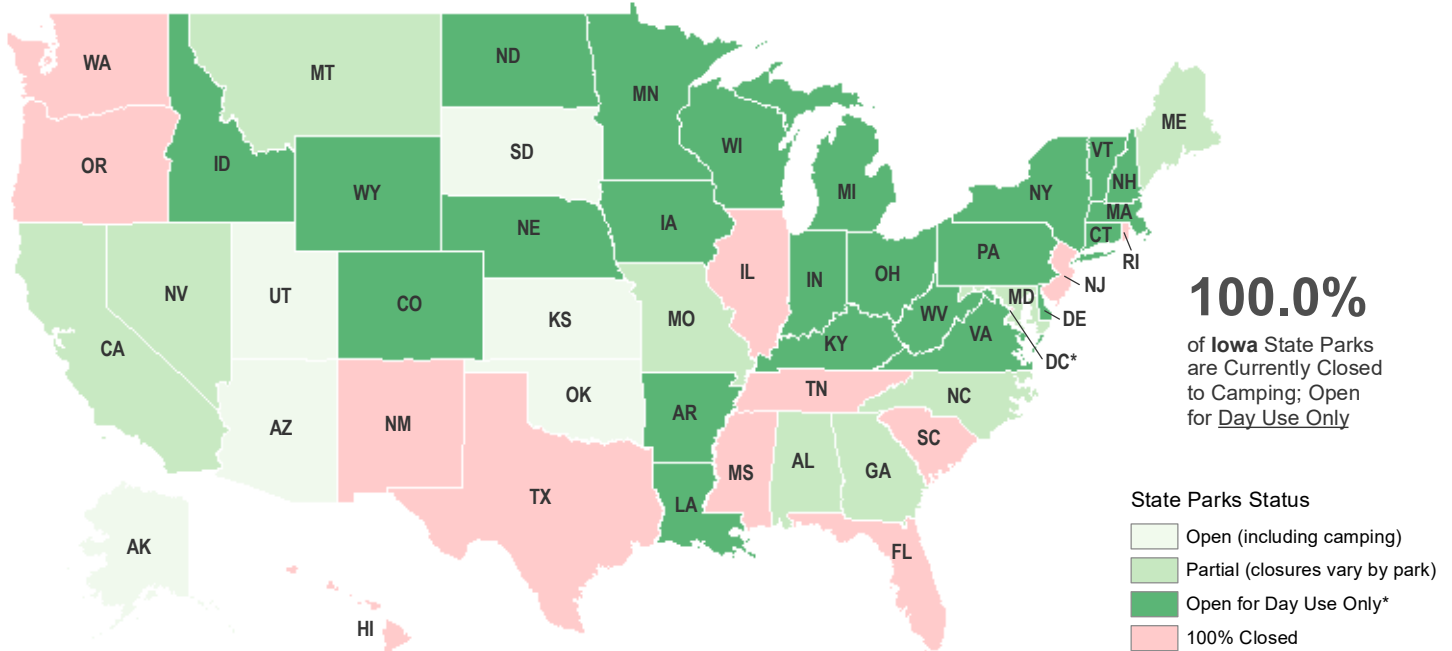 WA
MT
ND
MN
ME
OR
ID
SD
WI
VT
WY
MI
NY
NH
NE
IA
MA
CT
PA
RI
NV
UT
CO
KS
MO
IL
IN
OH
NJ
MD
DE
CA
WV
VA
KY
DC*
AZ
NM
OK
AR
TN
NC
SC
MS
AL
GA
TX
LA
AK
FL
HI
100.0%
of Iowa State Parks
are Currently Closed
to Camping; Open
for Day Use Only
State Parks Status
Open (including camping)
Partial (closures vary by park)
Open for Day Use Only*
100% Closed